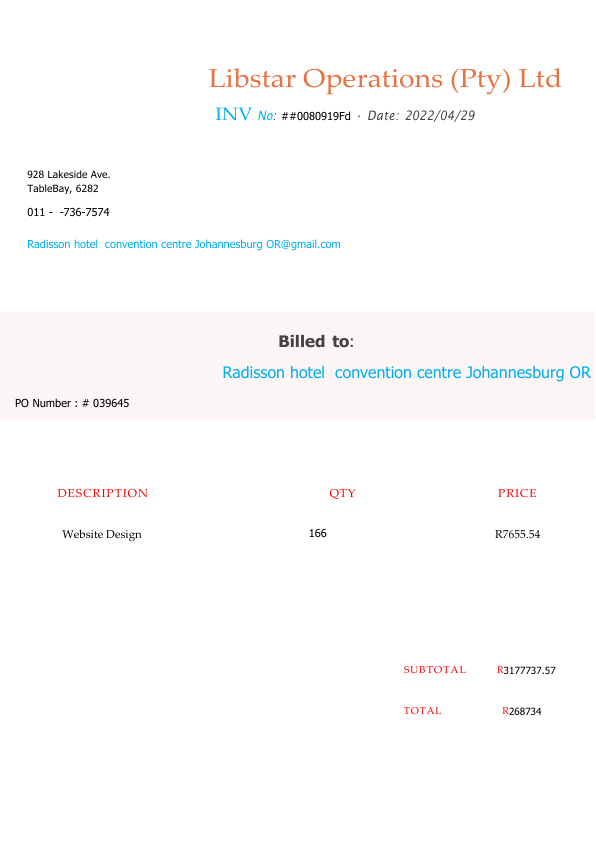 Libstar Operations (Pty) Ltd
INV No: ##0080919Fd · Date: 2022/04/29
928 Lakeside Ave.
TableBay, 6282
011 -  -736-7574
Radisson hotel  convention centre Johannesburg OR@gmail.com
Billed to:
Radisson hotel  convention centre Johannesburg OR
PO Number : # 039645
DESCRIPTION QTY PRICE
Website Design 166 R7655.54
SUBTOTAL R3177737.57
TOTAL R268734